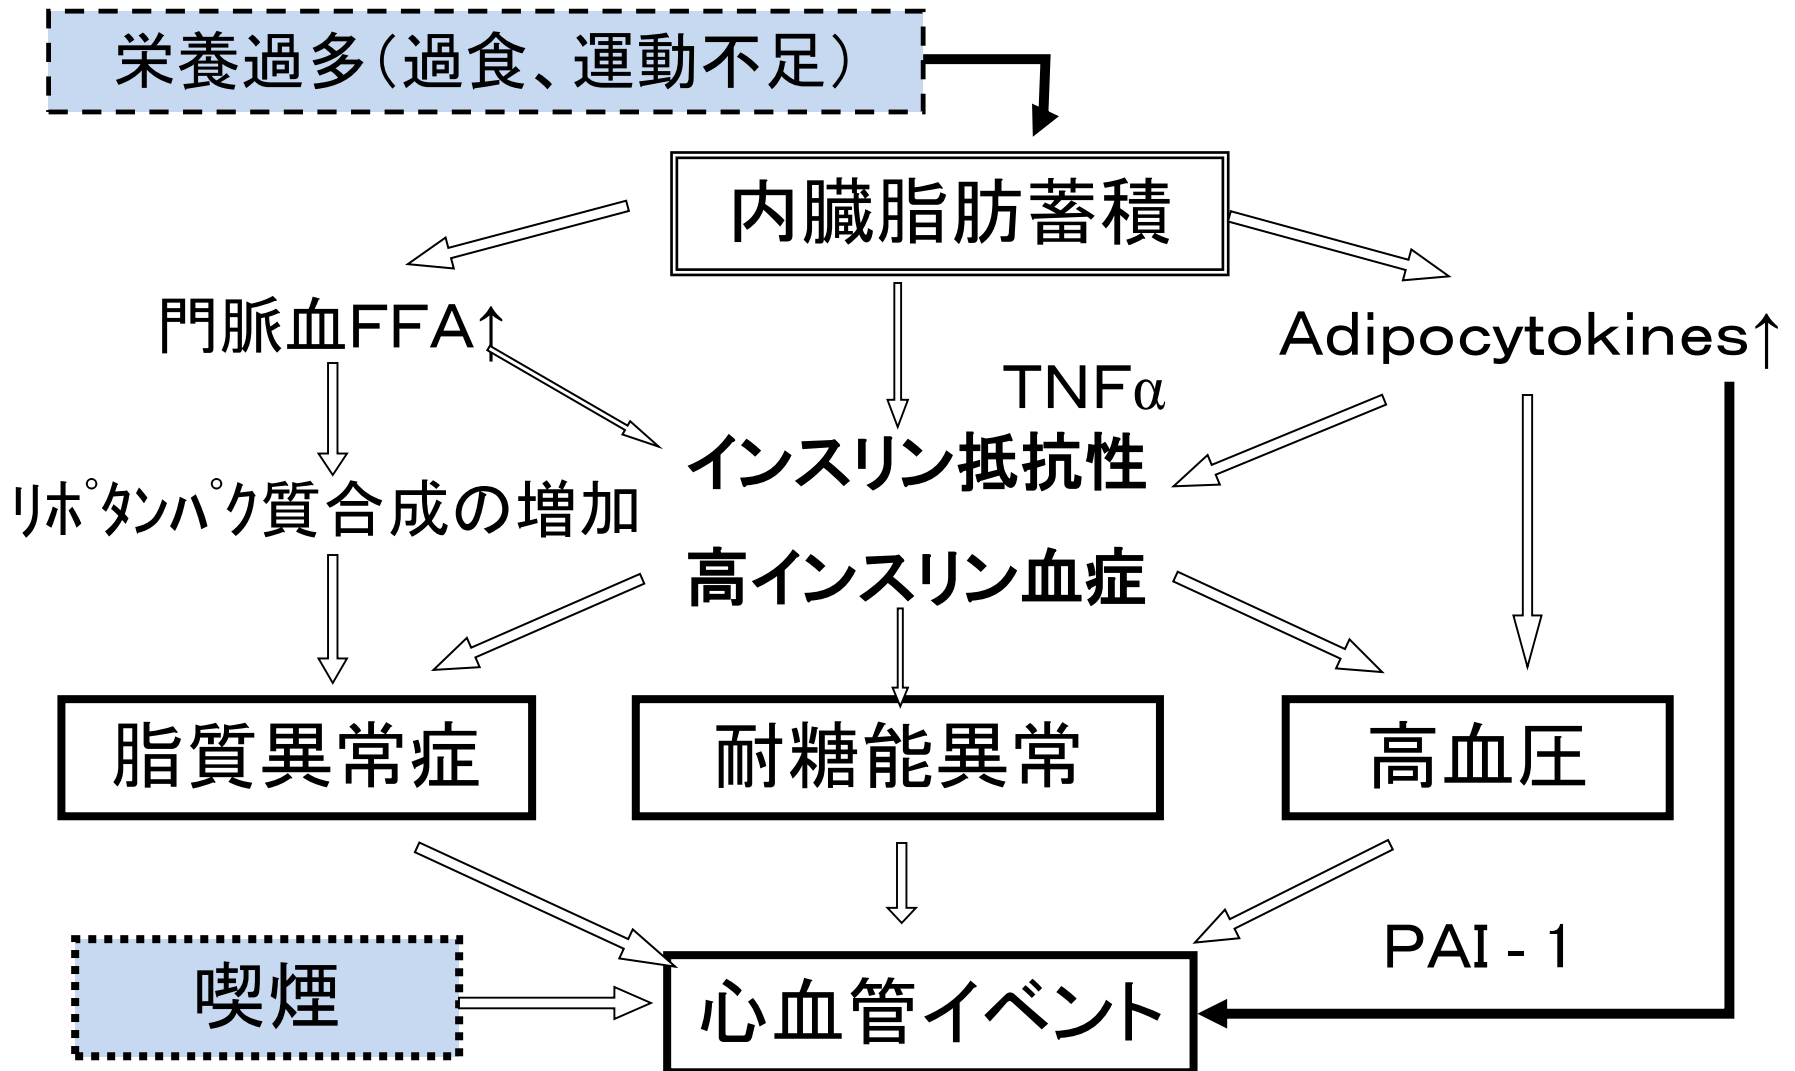 栄養過多(過食、運動不足)
内臓脂肪蓄積
門脈血FFA↑
Adipocytokines↑
TNFα
インスリン抵抗性
ﾘﾎﾟﾀﾝﾊﾟｸ質合成の増加
高インスリン血症
脂質異常症
耐糖能異常
高血圧
PAI-1
喫煙
心血管イベント